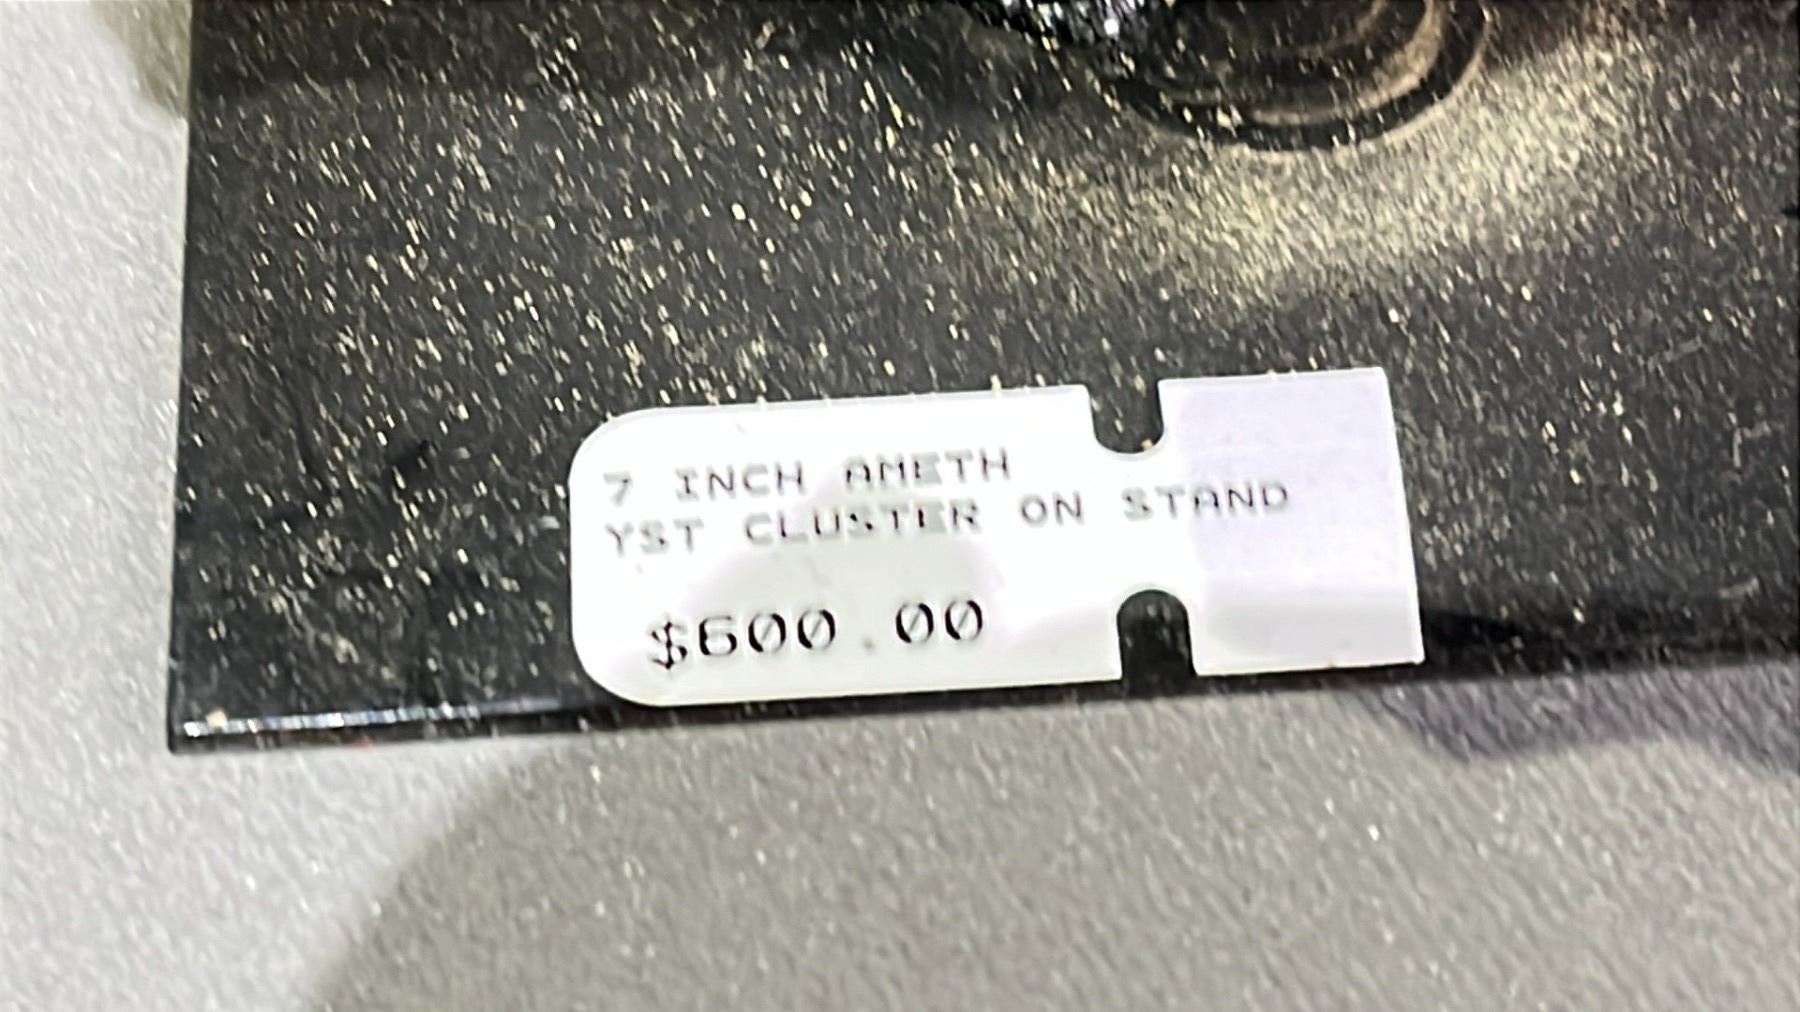 7 INCH AMETH
YST CLUSTER ON STAND
$600.00